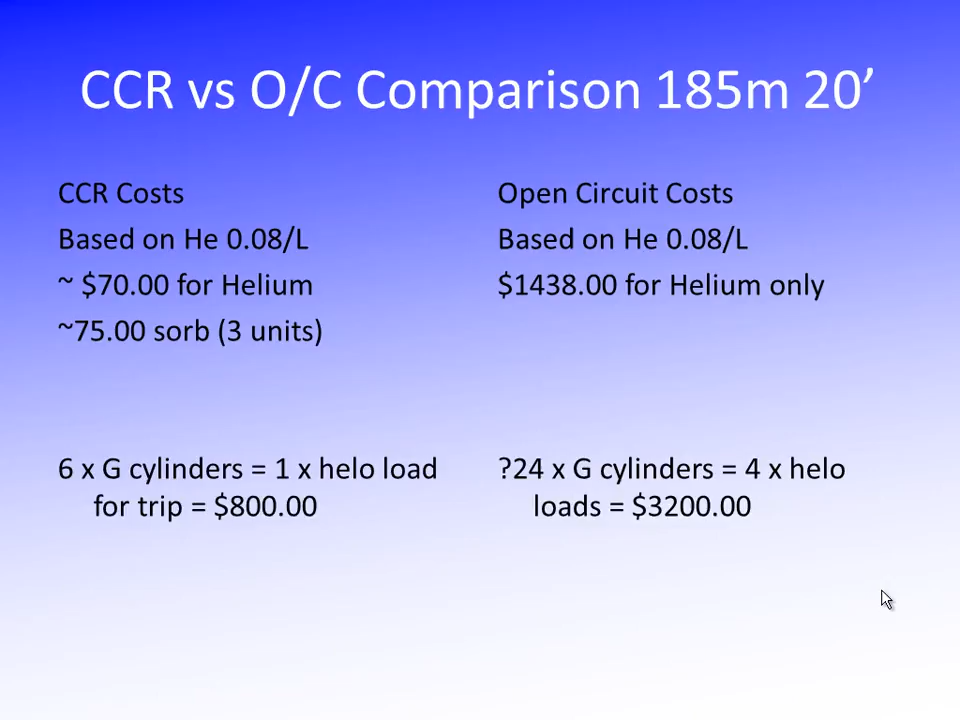 CCR vs O/C Comparison 185m 20’
CCR Costs
Based on He 0.08/L
~ $70.00 for Helium
~75.00 sorb (3 units)
6 x G cylinders = 1 x helo load
for trip = $800.00
Open Circuit Costs
Based on He 0.08/L
$1438.00 for Helium only
?24 x G cylinders = 4 x helo
loads = $3200.00